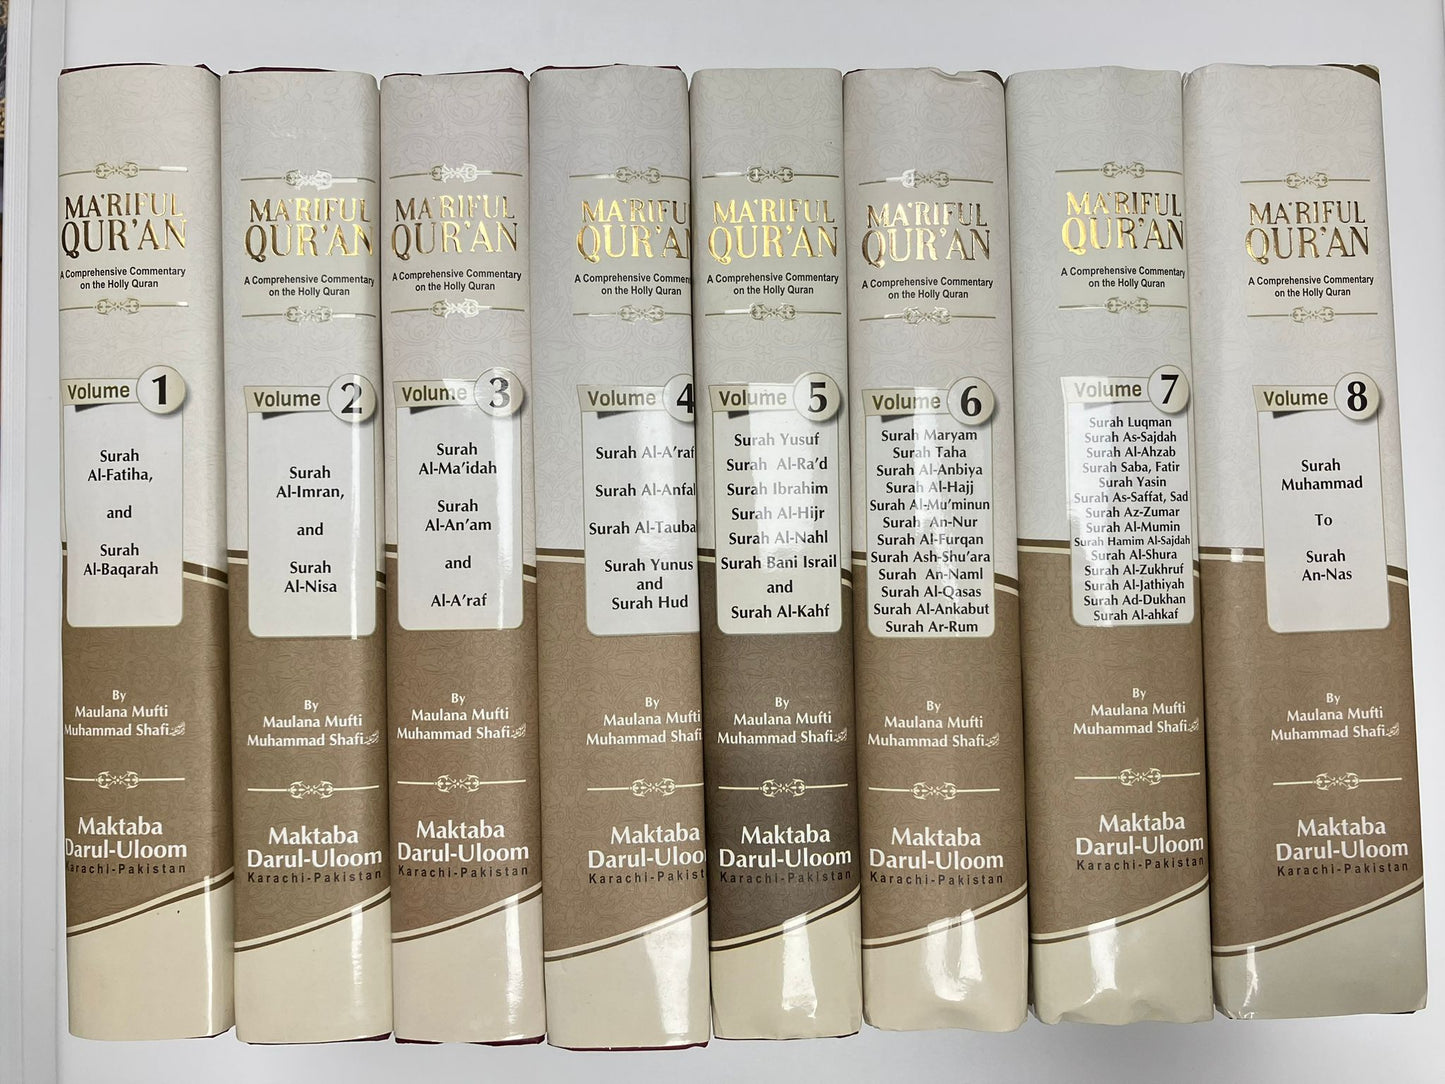 MA'RIFUL
QUR'AN
A Comprehensive Commentary
on the Holly Quran
Volume 1
Surah
Al-Fatiha,
and
Surah
Al-Baqarah
By
Maulana Mufti
Muhammad Shafi
Maktaba
Darul-Uloom
Karachi-Pakistan
MA'RIFUL
QUR'AN
A Comprehensive Commentary
on the Holly Quran
Volume 2
Surah
Al-Imran,
and
Surah
Al-Nisa
By
Maulana Mufti
Muhammad Shafi
Maktaba
Darul-Uloom
Karachi-Pakistan
MA'RIFUL
QUR'AN
A Comprehensive Commentary
on the Holly Quran
Volume 3
Surah
Al-Ma'idah
Surah
Al-An'am
and
Al-A'raf
By
Maulana Mufti
Muhammad Shafi
Maktaba
Darul-Uloom
Karachi-Pakistan
MA'RIFU
QUR'AN
A Comprehensive Commen
on the Holly Quran
Volume 4
Surah Al-A'raf
Surah Al-Anfal
Surah Al-Tauba
Surah Yunus
and
Surah Hud
By
Maulana Mufti
Muhammad Shafi
Maktaba
Darul-Uloo
Karachi-Pakist
MA'RIFUL
QUR'AN
A Comprehensive Commentary
on the Holly Quran
Volume 5
Surah Yusuf
Surah Al-Ra'd
Surah Ibrahim
Surah Al-Hijr
Surah Al-Nahl
Surah Bani Israil
and
Surah Al-Kahf
By
Maulana Mufti
Muhammad Shafi
Maktaba
Darul-Uloom
Karachi-Pakistan
MA'RIFUL
QUR'AN
A Comprehensive Commentary
on the Holly Quran
Volume 6
Surah Maryam
Surah Taha
Surah Al-Anbiya
Surah Al-Hajj
Surah Al-Mu'minun
Surah An-Nur
Surah Al-Furqan
Surah Ash-Shu'ara
Surah An-Naml
Surah Al-Qasas
Surah Al-Ankabut
Surah Ar-Rum
By
Maulana Mufti
Muhammad Shafi
Maktaba
Darul-Uloom
Karachi-Pakistan
MA'RIFUL
QUR'AN
A Comprehensive Commentary
on the Holly Quran
Volume 7
Surah Luqman
Surah As-Sajdah
Surah Al-Ahzab
Surah Saba, Fatir
Surah Yasin
Surah As-Saffat, Sad
Surah Az-Zumar
Surah Al-Mumin
Surah Hamim Al-Sajdah
Surah Al-Shura
Surah Al-Zukhruf
Surah Al-Jathiyah
Surah Ad-Dukhan
Surah Al-ahkaf
By
Maulana Mufti
Muhammad Shafi
Maktaba
Darul-Uloom
Karachi-Pakistan
MA'RIFUL
QUR'AN
A Comprehensive Commentary
on the Holly Quran
Volume 8
Surah
Muhammad
To
Surah
An-Nas
By
Maulana Mufti
Muhammad Shafi
Maktaba
Darul-Uloom
Karachi-Pakistan